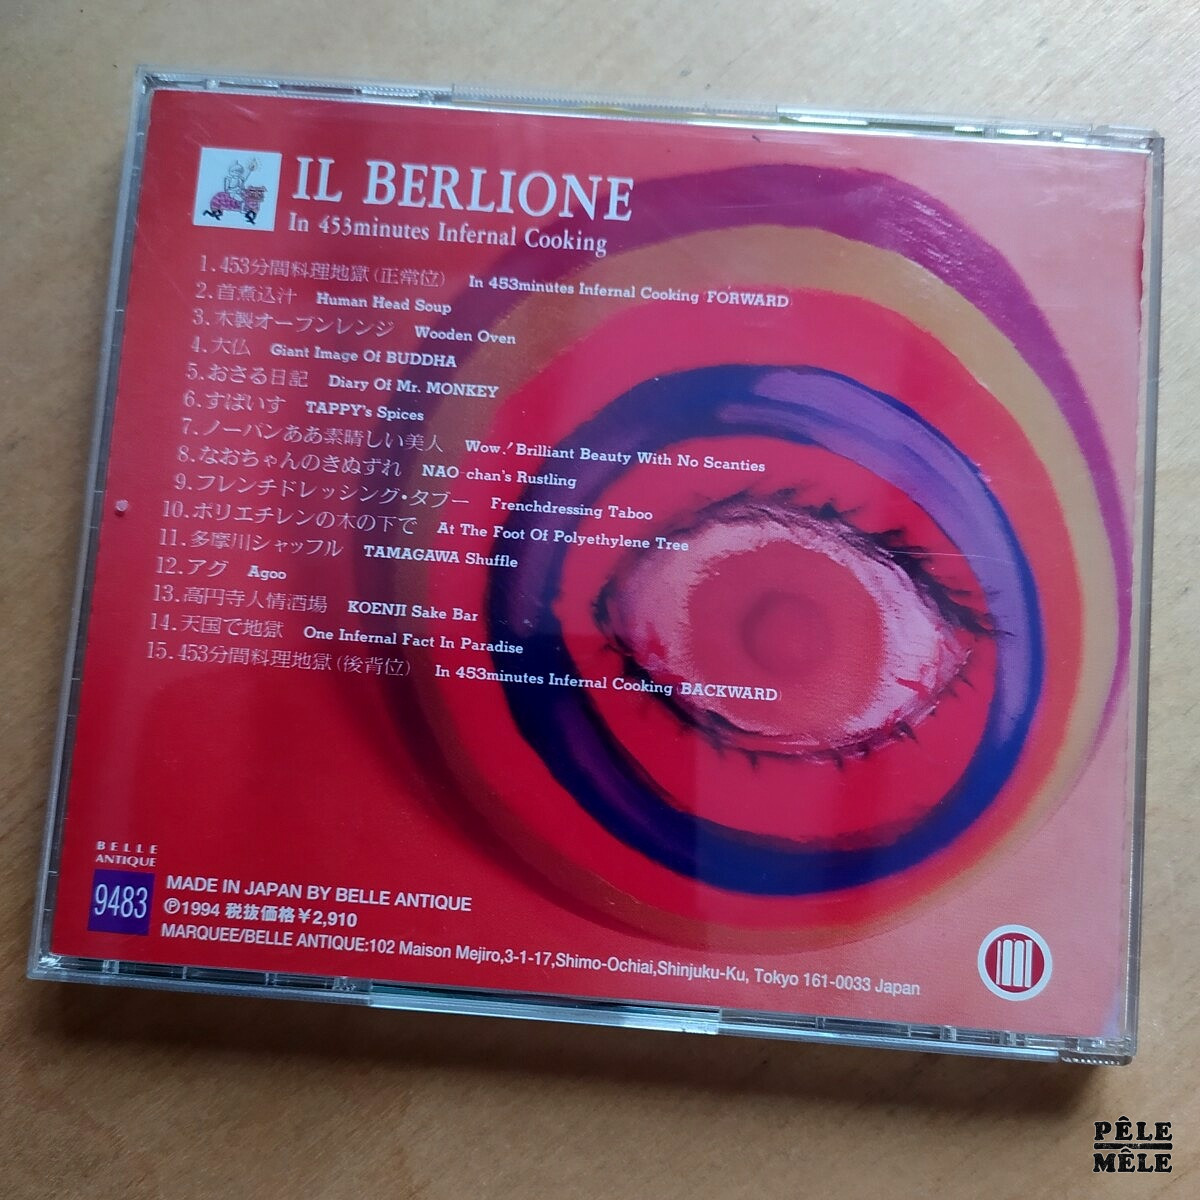 IL BERLIONE
In 453minutes Infernal Cooking
1. 453分間料理地獄(正常位) In 453minutes Infernal Cooking (FORWARD)
2. 首煮込汁 Human Head Soup
3. 木製オーブンレンジ Wooden Oven
4. 大仏 Giant Image Of BUDDHA
5. おさる日記 Diary Of Mr. MONKEY
6. すぱいす TAPPY's Spices
7. ノーパンああ素晴しい美人 Wow! Brilliant Beauty With No Scanties
8. なおちゃんのきぬずれ NAO-chan's Rustling
9. フレンチドレッシング・タブー Frenchdressing Taboo
10. ポリエチレンの木の下で At The Foot Of Polyethylene Tree
11. 多摩川シャッフル TAMAGAWA Shuffle
12. アグ Agoo
13. 高円寺人情酒場 KOENJI Sake Bar
14. 天国で地獄 One Infernal Fact In Paradise
15. 453分間料理地獄(後背位) In 453minutes Infernal Cooking (BACKWARD)
BELLE
ANTIQUE
9483
MADE IN JAPAN BY BELLE ANTIQUE
℗1994 税抜価格¥2,910
MARQUEE/BELLE ANTIQUE:102 Maison Mejiro,3-1-17,Shimo-Ochiai,Shinjuku-Ku, Tokyo 161-0033 Japan
PÊLE
MÊLE